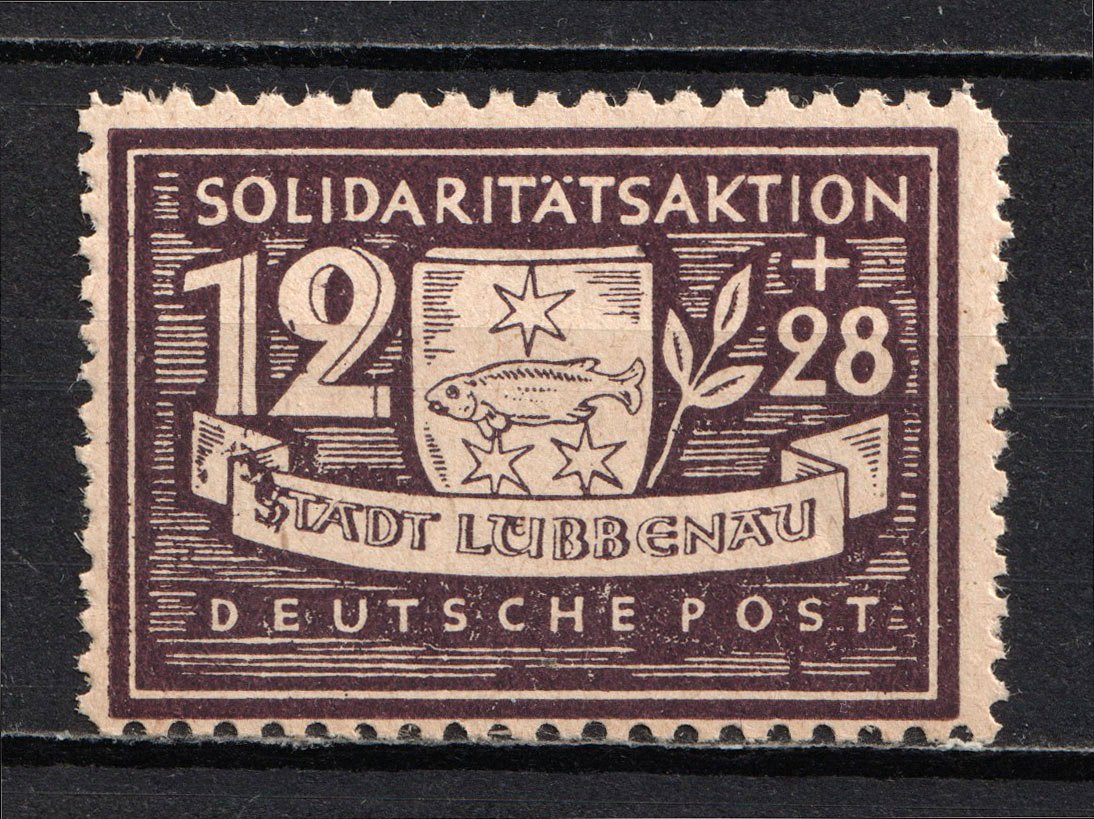 SOLIDARITÄTSAKTION
12 + 28
STADT LÜBBENAU
DEUTSCHE POST